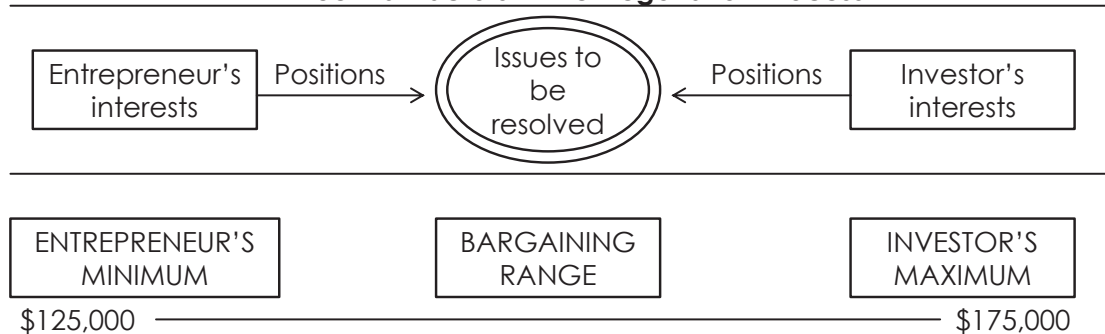 Entrepreneur's
interests
Positions
Issues to
be
resolved
Positions
Investor's
interests
ENTREPRENEUR'S
MINIMUM
BARGAINING
RANGE
INVESTOR'S
MAXIMUM
$125,000
$175,000